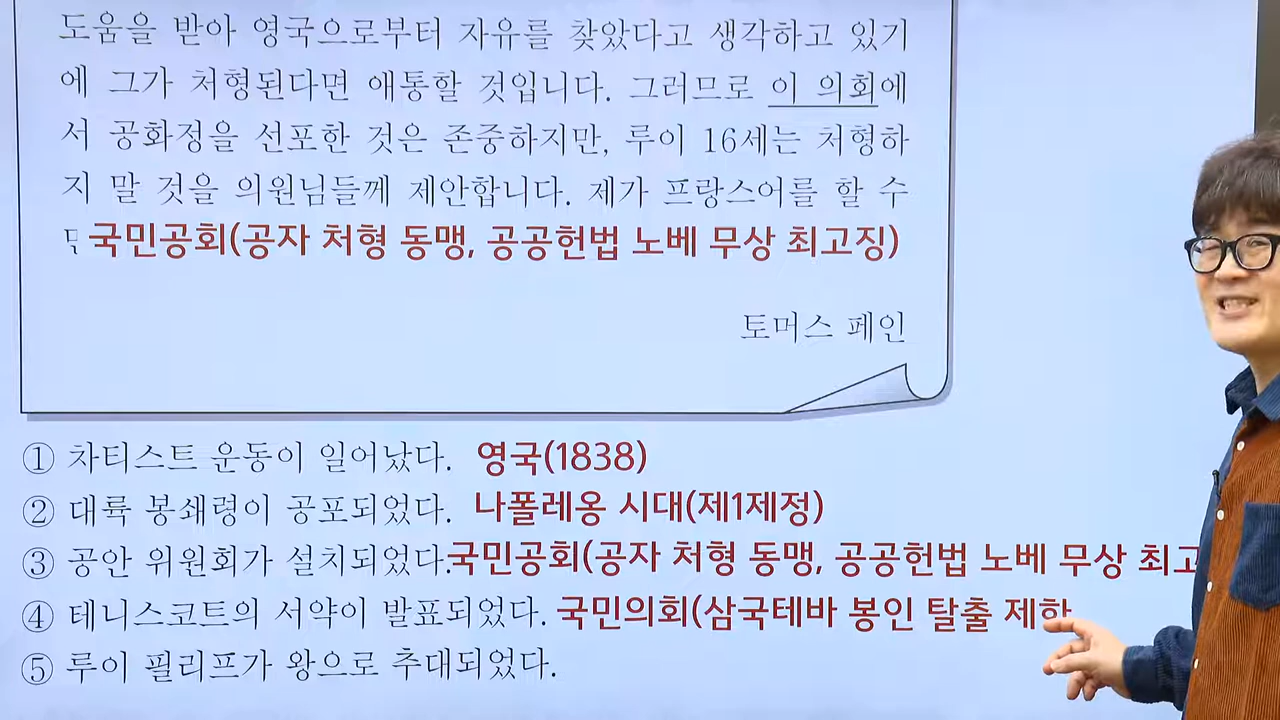 도움을 받아 영국으로부터 자유를 찾았다고 생각하고 있기
에 그가 처형된다면 애통할 것입니다. 그러므로 이 의회에
서 공화정을 선포한 것은 존중하지만, 루이 16세는 처형하
지 말 것을 의원님들께 제안합니다. 제가 프랑스어를 할 수
국민공회(공자 처형 동맹, 공공헌법 노베 무상 최고징)
토머스 페인
① 차티스트 운동이 일어났다. 영국(1838)
② 대륙 봉쇄령이 공포되었다. 나폴레옹 시대(제1제정)
③ 공안 위원회가 설치되었다. 국민공회(공자 처형 동맹, 공공헌법 노베 무상 최고
④ 테니스코트의 서약이 발표되었다. 국민의회(삼국테바 봉인 탈출 제한
⑤ 루이 필리프가 왕으로 추대되었다.